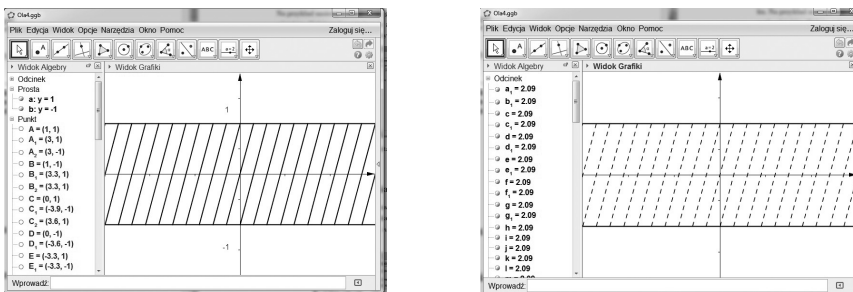 Ola4.ggb
Plik Edycja Widok Opcje Narzędzia Okno Pomoc Zaloguj się...
ABC a=2
Widok Algebry Widok Grafiki
Odcinek
Prosta
a: y = 1
b: y = -1
Punkt
A = (1, 1)
A₁ = (3, 1)
A₂ = (3, -1)
B = (1, -1)
B₁ = (3.3, 1)
B₂ = (3.3, 1)
C = (0, 1)
C₁ = (-3.9, -1)
C₂ = (3.6, 1)
D = (0, -1)
D₁ = (-3.6, -1)
E = (-3.3, 1)
E₁ = (-3.3, -1)
1
-1
Wprowadź:
Ola4.ggb
Plik Edycja Widok Opcje Narzędzia Okno Pomoc Zaloguj się...
ABC a=2
Widok Algebry Widok Grafiki
Odcinek
a₁ = 2.09
b₁ = 2.09
c = 2.09
c₁ = 2.09
d = 2.09
d₁ = 2.09
e = 2.09
e₁ = 2.09
f = 2.09
f₁ = 2.09
g = 2.09
g₁ = 2.09
h = 2.09
i = 2.09
j = 2.09
k = 2.09
l = 2.09
Wprowadź: